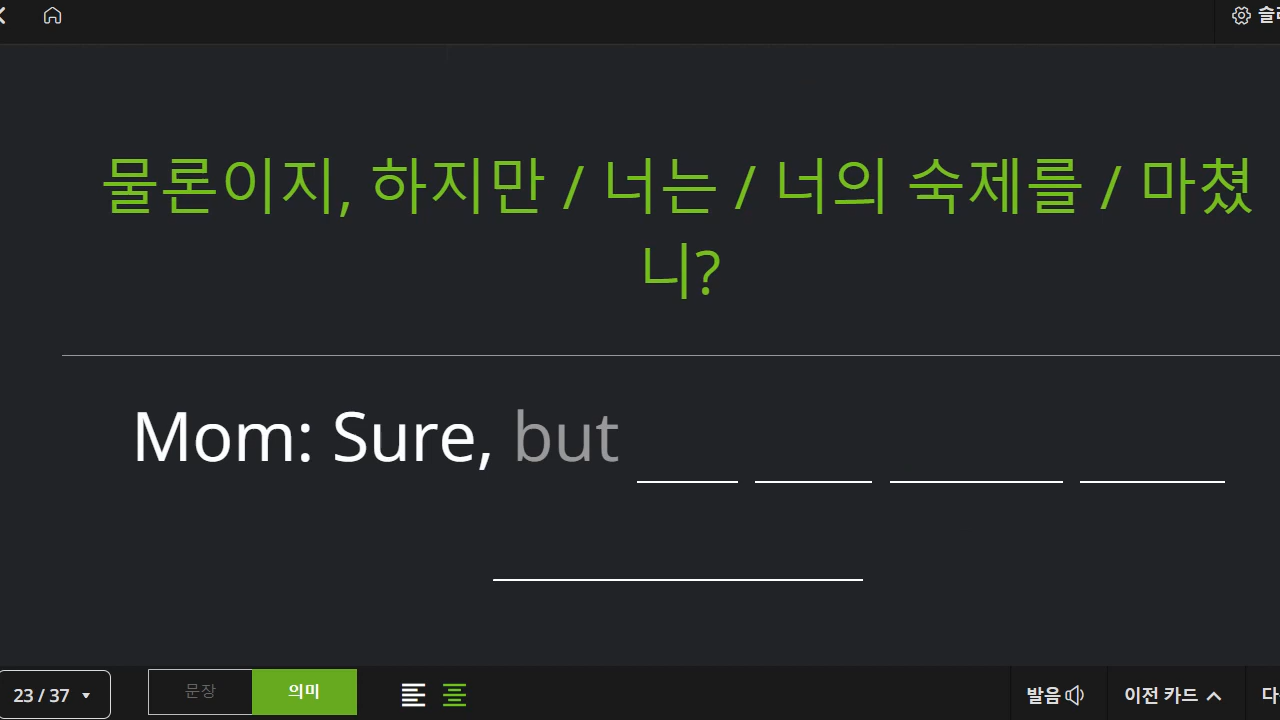 슬
물론이지, 하지만 / 너는 / 너의 숙제를 / 마쳤
니?
Mom: Sure, but
23 / 37 문장 의미 발음 이전 카드 다